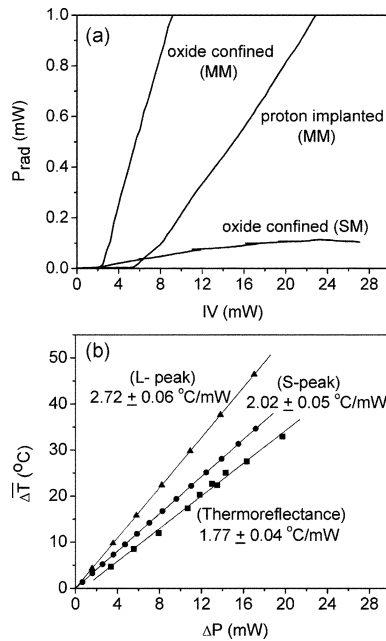 (a)
1.0
0.8
0.6
0.4
0.2
0.0
P_rad (mW)
oxide confined
(MM)
proton implanted
(MM)
oxide confined (SM)
0 4 8 12 16 20 24 28
IV (mW)
(b)
50
40
30
20
10
0
ΔT̅ (°C)
(L- peak)
2.72 ± 0.06 °C/mW
(S-peak)
2.02 ± 0.05 °C/mW
(Thermoreflectance)
1.77 ± 0.04 °C/mW
0 4 8 12 16 20 24 28
ΔP (mW)